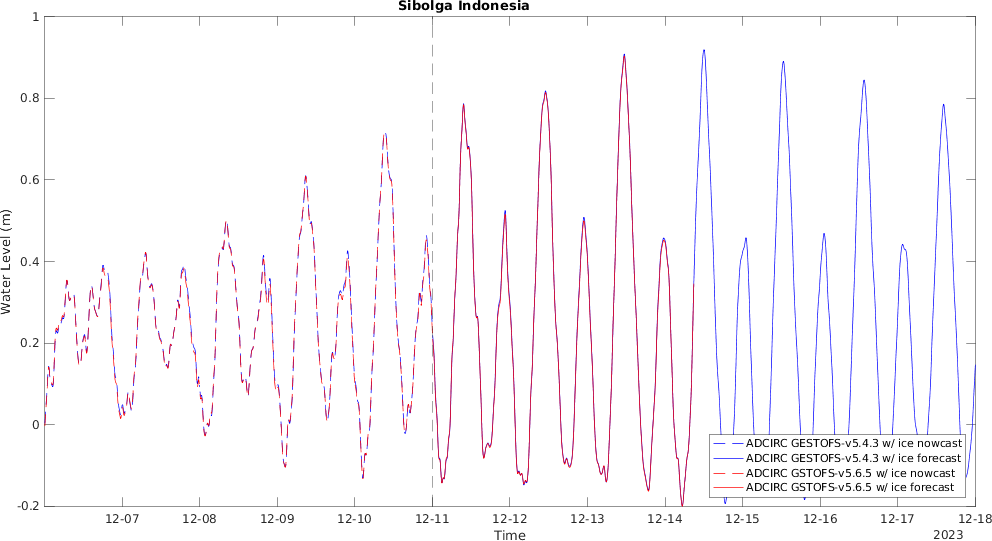 Sibolga Indonesia
1
0.8
0.6
0.4
0.2
0
-0.2
Water Level (m)
ADCIRC GESTOFS-v5.4.3 w/ ice nowcast
ADCIRC GESTOFS-v5.4.3 w/ ice forecast
ADCIRC GSTOFS-v5.6.5 w/ ice nowcast
ADCIRC GSTOFS-v5.6.5 w/ ice forecast
12-07 12-08 12-09 12-10 12-11 12-12 12-13 12-14 12-15 12-16 12-17 12-18
Time
2023